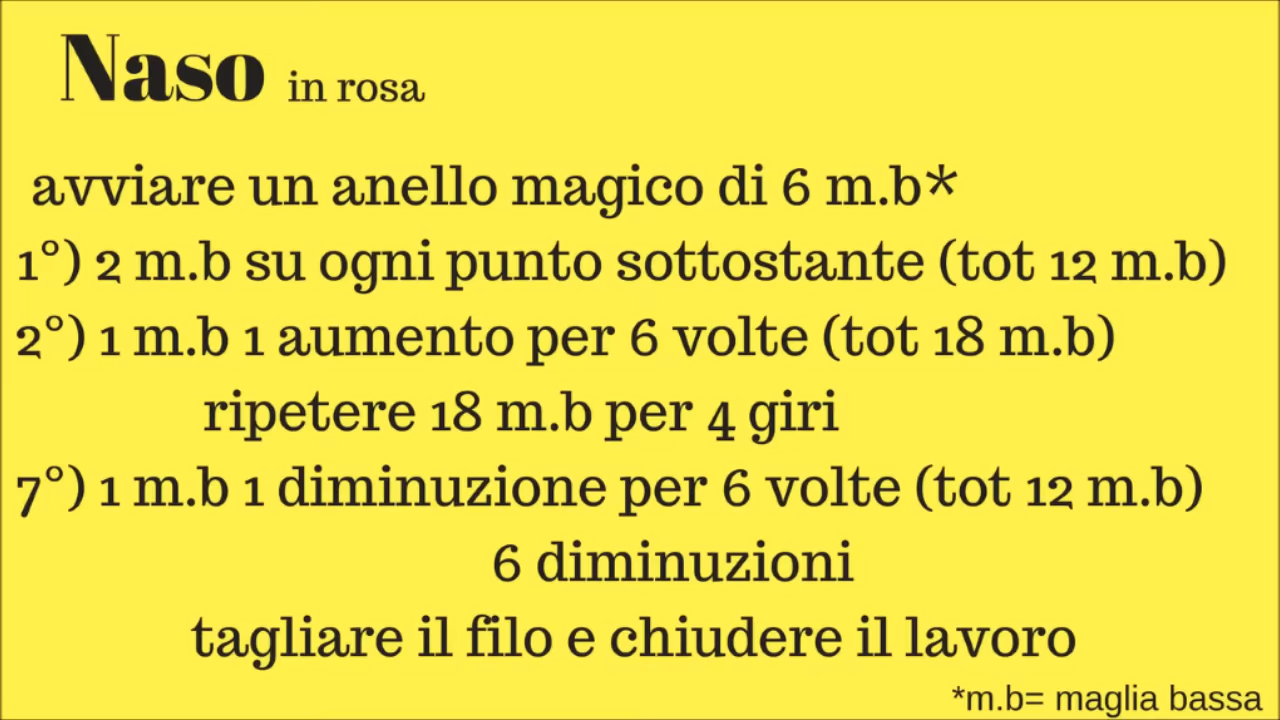 Naso in rosa
avviare un anello magico di 6 m.b*
1°) 2 m.b su ogni punto sottostante (tot 12 m.b)
2°) 1 m.b 1 aumento per 6 volte (tot 18 m.b)
ripetere 18 m.b per 4 giri
7°) 1 m.b 1 diminuzione per 6 volte (tot 12 m.b)
6 diminuzioni
tagliare il filo e chiudere il lavoro
*m.b= maglia bassa